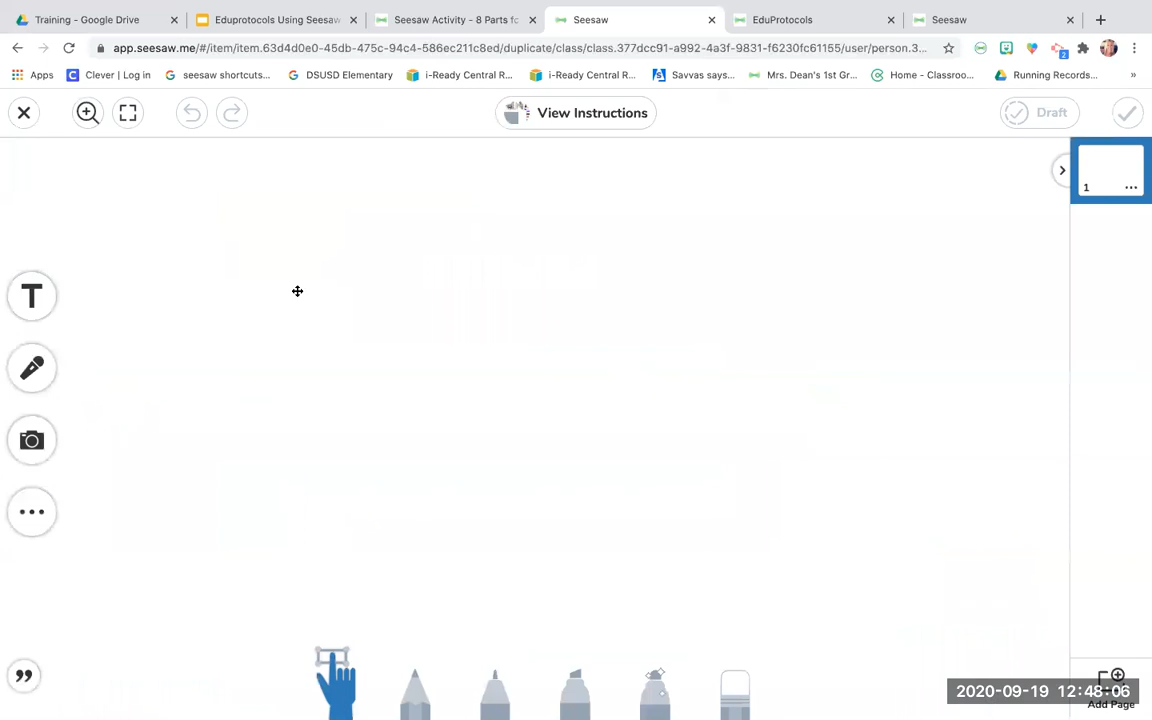 Training - Google Drive
Eduprotocols Using Seesaw
Seesaw Activity - 8 Parts fo
Seesaw
EduProtocols
Seesaw
app.seesaw.me/#/item/item.63d4d0e0-45db-475c-94c4-586ec211c8ed/duplicate/class/class.377dcc91-a992-4a3f-9831-f6230fc61155/user/person.3...
2
Apps
Clever | Log in
seesaw shortcuts...
DSUSD Elementary
i-Ready Central R...
i-Ready Central R...
Savvas says...
Mrs. Dean's 1st Gr...
Home - Classroo...
Running Records...
»
View Instructions
Draft
1
T
2020-09-19 12:48:06
Add Page